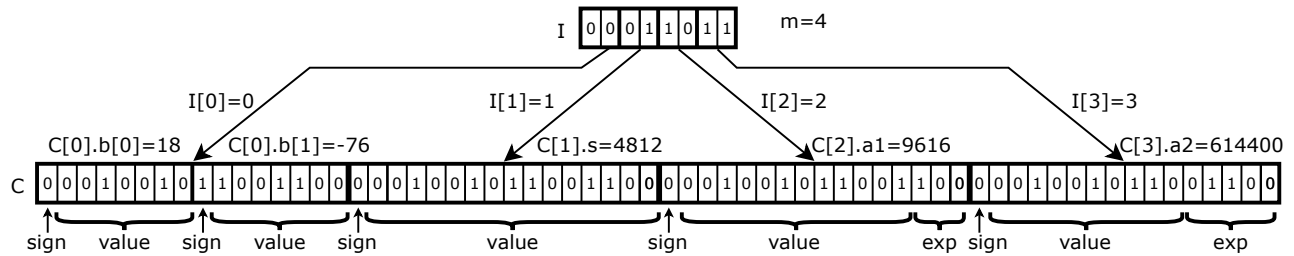 I 0 0 0 1 1 0 1 1 m=4
I[0]=0 I[1]=1 I[2]=2 I[3]=3
C[0].b[0]=18 C[0].b[1]=-76 C[1].s=4812 C[2].a1=9616 C[3].a2=614400
C 0 0 0 1 0 0 1 0 1 1 0 0 1 1 0 0 0 0 0 1 0 0 1 0 1 1 0 0 1 1 0 0 0 0 0 1 0 0 1 0 1 1 0 0 1 1 0 0 0 0 0 1 0 0 1 0 1 1 0 0 1 1 0 0
sign value sign value sign value sign value exp sign value exp